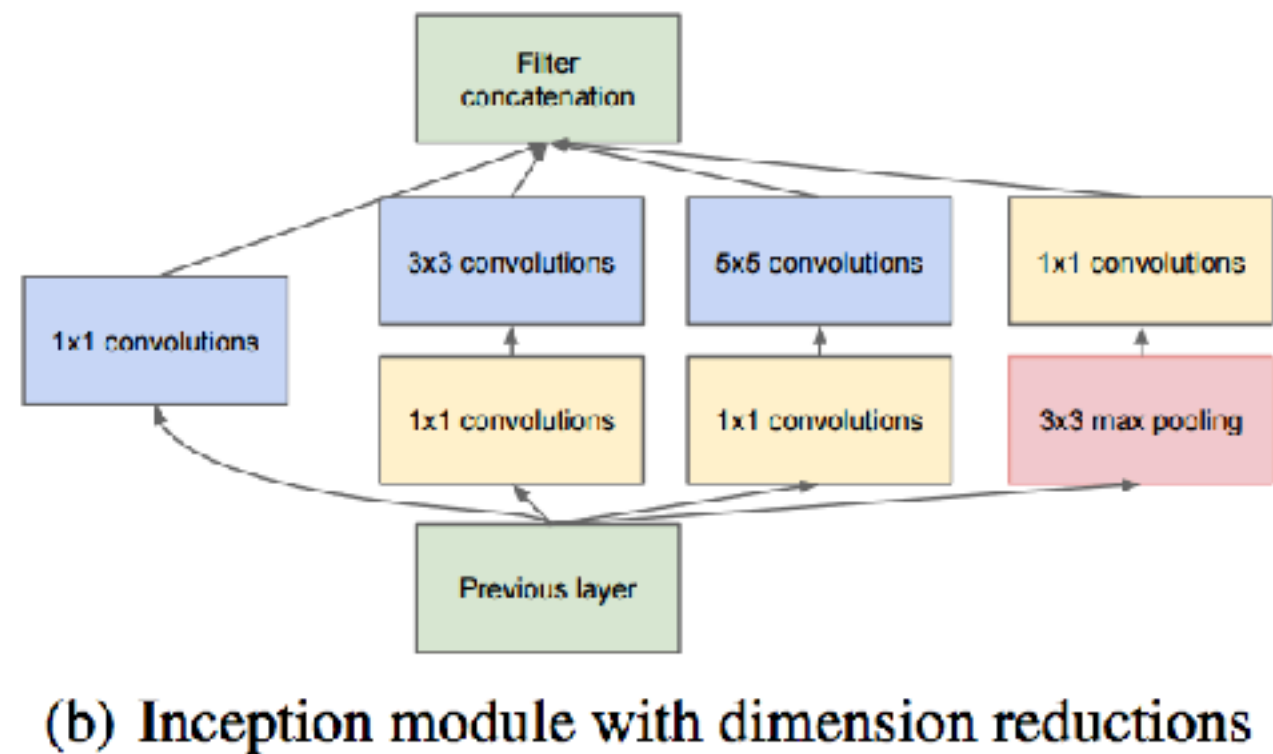 Filter
concatenation
3x3 convolutions
5x5 convolutions
1x1 convolutions
1x1 convolutions
1x1 convolutions
1x1 convolutions
3x3 max pooling
Previous layer
(b) Inception module with dimension reductions